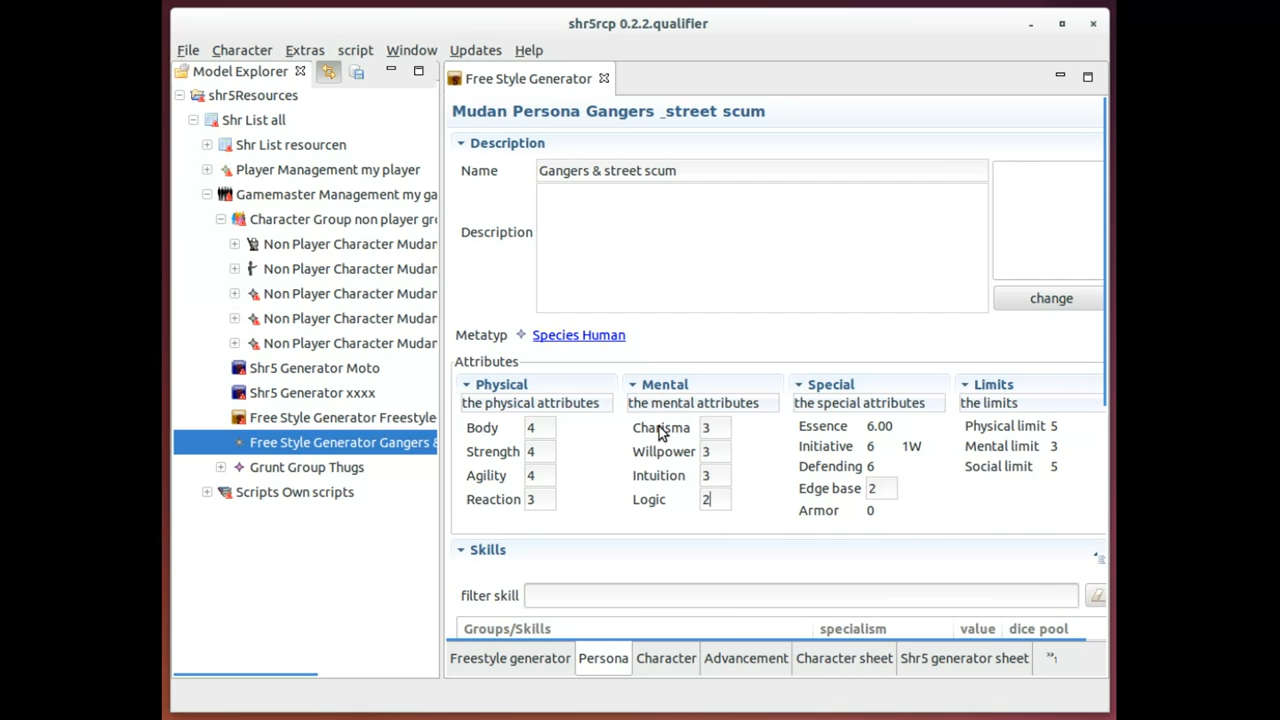 shr5rcp 0.2.2.qualifier
File Character Extras script Window Updates Help
Model Explorer
shr5Resources
Shr List all
Shr List resourcen
Player Management my player
Gamemaster Management my ga
Character Group non player gr
Non Player Character Mudar
Non Player Character Mudar
Non Player Character Mudar
Non Player Character Mudar
Non Player Character Mudar
Shr5 Generator Moto
Shr5 Generator xxxx
Free Style Generator Freestyle
Free Style Generator Gangers &
Grunt Group Thugs
Scripts Own scripts
Free Style Generator
Mudan Persona Gangers _street scum
Description
Name Gangers & street scum
Description
change
Metatyp Species Human
Attributes
Physical Mental Special Limits
the physical attributes the mental attributes the special attributes the limits
Body 4 Charisma 3 Essence 6.00 Physical limit 5
Strength 4 Willpower 3 Initiative 6 1W Mental limit 3
Agility 4 Intuition 3 Defending 6 Social limit 5
Reaction 3 Logic 2 Edge base 2
Armor 0
Skills
filter skill
Groups/Skills specialism value dice pool
Freestyle generator Persona Character Advancement Character sheet Shr5 generator sheet »1